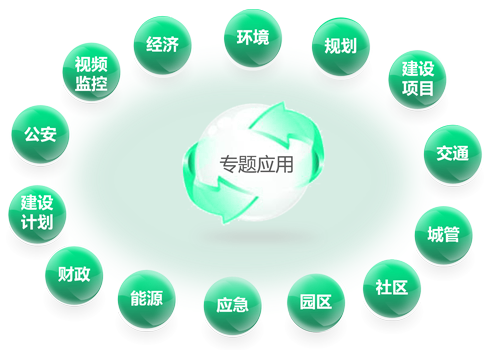 环境
规划
建设
项目
交通
城管
社区
园区
应急
能源
财政
建设
计划
公安
视频
监控
经济
专题应用